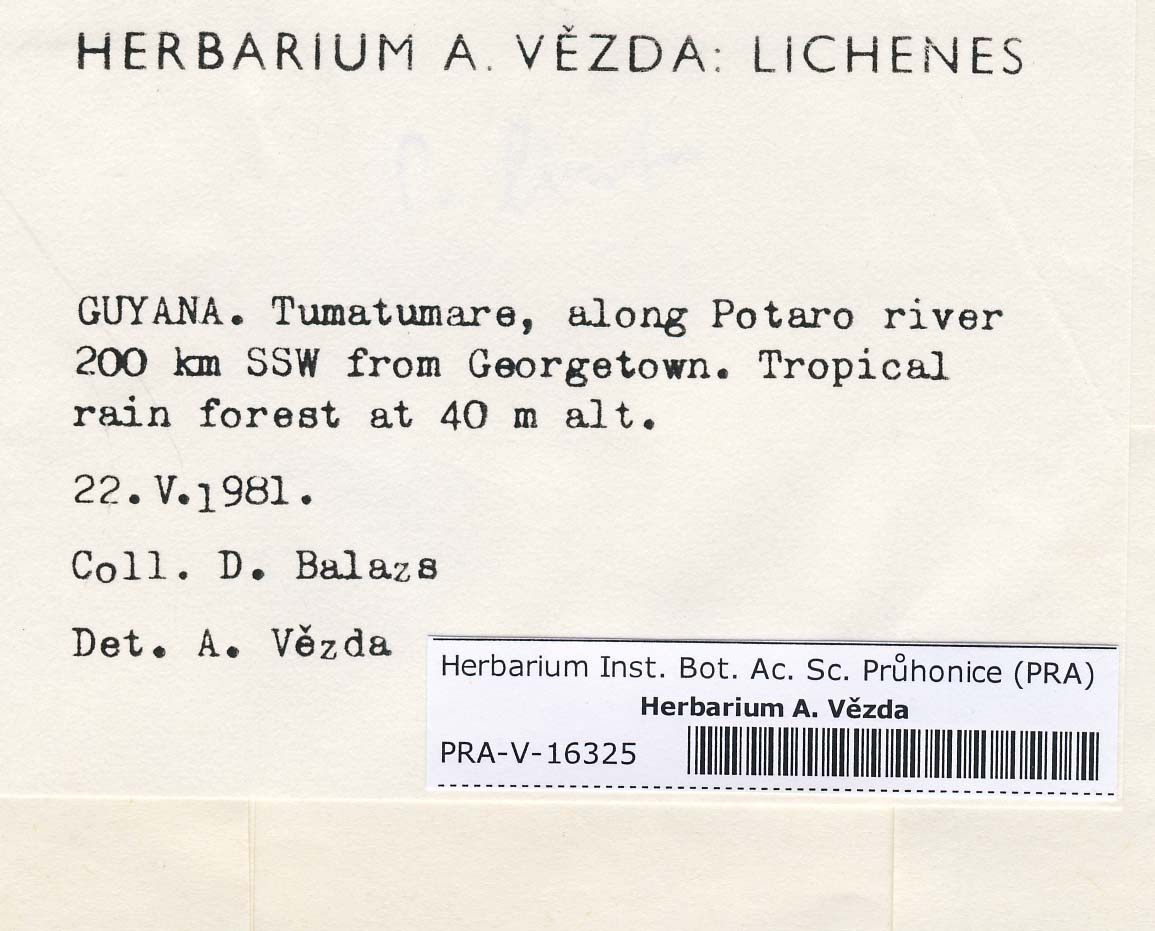 HERBARIUM A. VĚZDA: LICHENES
GUYANA. Tumatumare, along Potaro river
200 km SSW from Georgetown. Tropical
rain forest at 40 m alt.
22.V.1981.
Coll. D. Balazs
Det. A. Vězda
Herbarium Inst. Bot. Ac. Sc. Průhonice (PRA)
Herbarium A. Vězda
PRA-V-16325